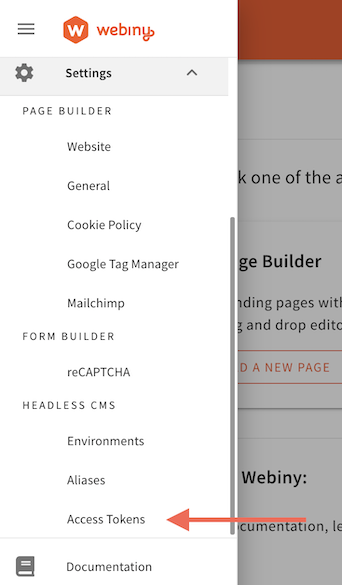 webiny
Settings
PAGE BUILDER
Website
General
k one of the a
Cookie Policy
Google Tag Manager
ge Builder
Mailchimp
nding pages with
g and drop edito
FORM BUILDER
D A NEW PAGE
reCAPTCHA
HEADLESS CMS
Environments
Aliases
Webiny:
Access Tokens
ocumentation, le
Documentation